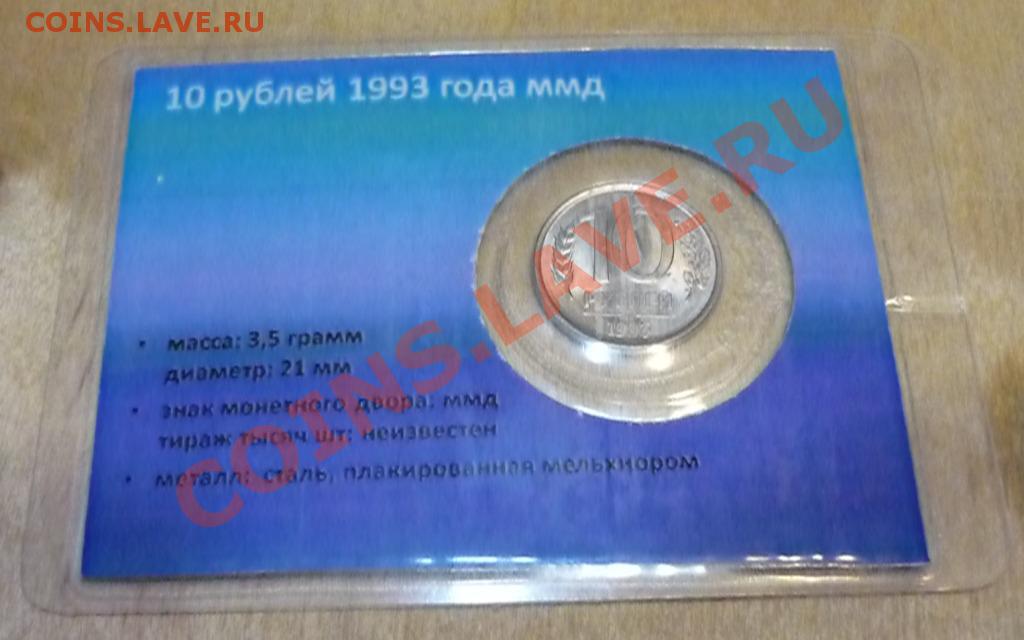 COINS.LAVE.RU
10 рублей 1993 года ммд
10
РУБЛЕЙ
• масса: 3,5 грамм
диаметр: 21 мм
• знак монетного двора: ммд
тираж тысяч шт: неизвестен
• металл: сталь, плакированная мельхиором
COINS.LAVE.RU